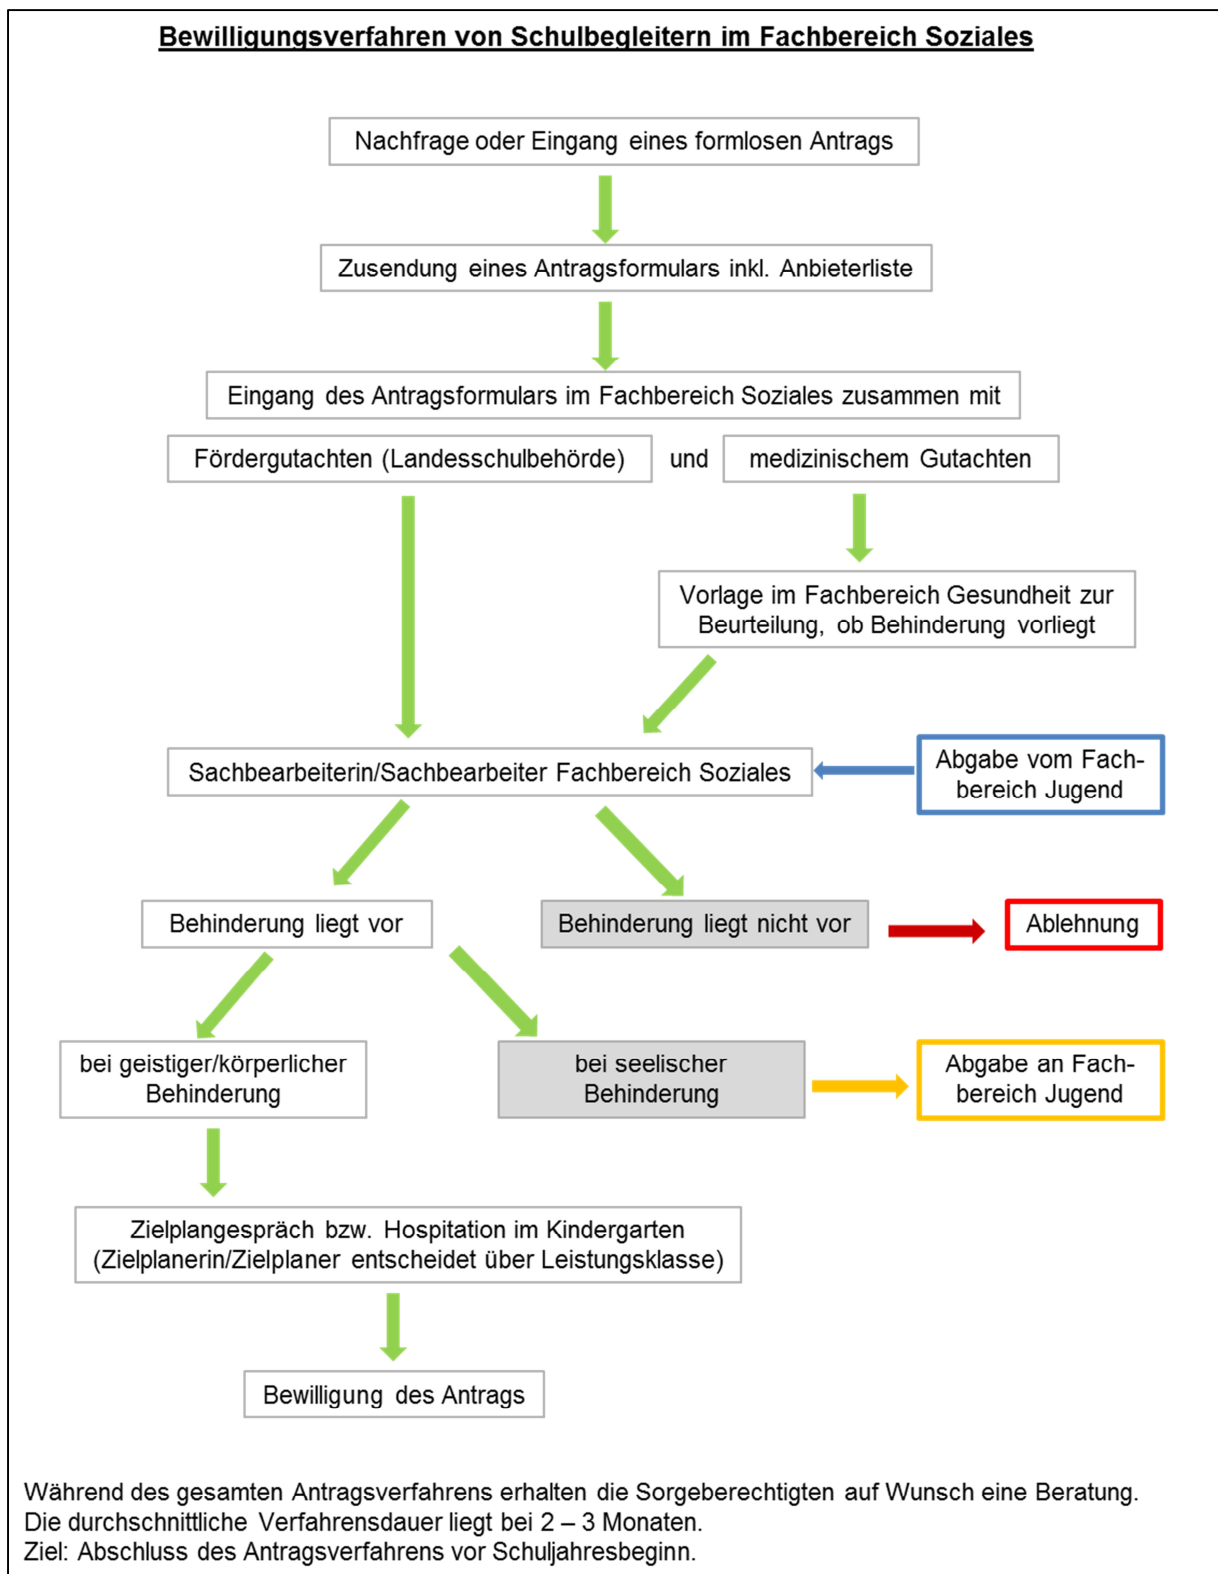 Bewilligungsverfahren von Schulbegleitern im Fachbereich Soziales
Nachfrage oder Eingang eines formlosen Antrags
Zusendung eines Antragsformulars inkl. Anbieterliste
Eingang des Antragsformulars im Fachbereich Soziales zusammen mit
Fördergutachten (Landesschulbehörde) und medizinischem Gutachten
Vorlage im Fachbereich Gesundheit zur
Beurteilung, ob Behinderung vorliegt
Sachbearbeiterin/Sachbearbeiter Fachbereich Soziales
Abgabe vom Fach-
bereich Jugend
Behinderung liegt vor
Behinderung liegt nicht vor
Ablehnung
bei geistiger/körperlicher
Behinderung
bei seelischer
Behinderung
Abgabe an Fach-
bereich Jugend
Zielplangespräch bzw. Hospitation im Kindergarten
(Zielplanerin/Zielplaner entscheidet über Leistungsklasse)
Bewilligung des Antrags
Während des gesamten Antragsverfahrens erhalten die Sorgeberechtigten auf Wunsch eine Beratung.
Die durchschnittliche Verfahrensdauer liegt bei 2 – 3 Monaten.
Ziel: Abschluss des Antragsverfahrens vor Schuljahresbeginn.